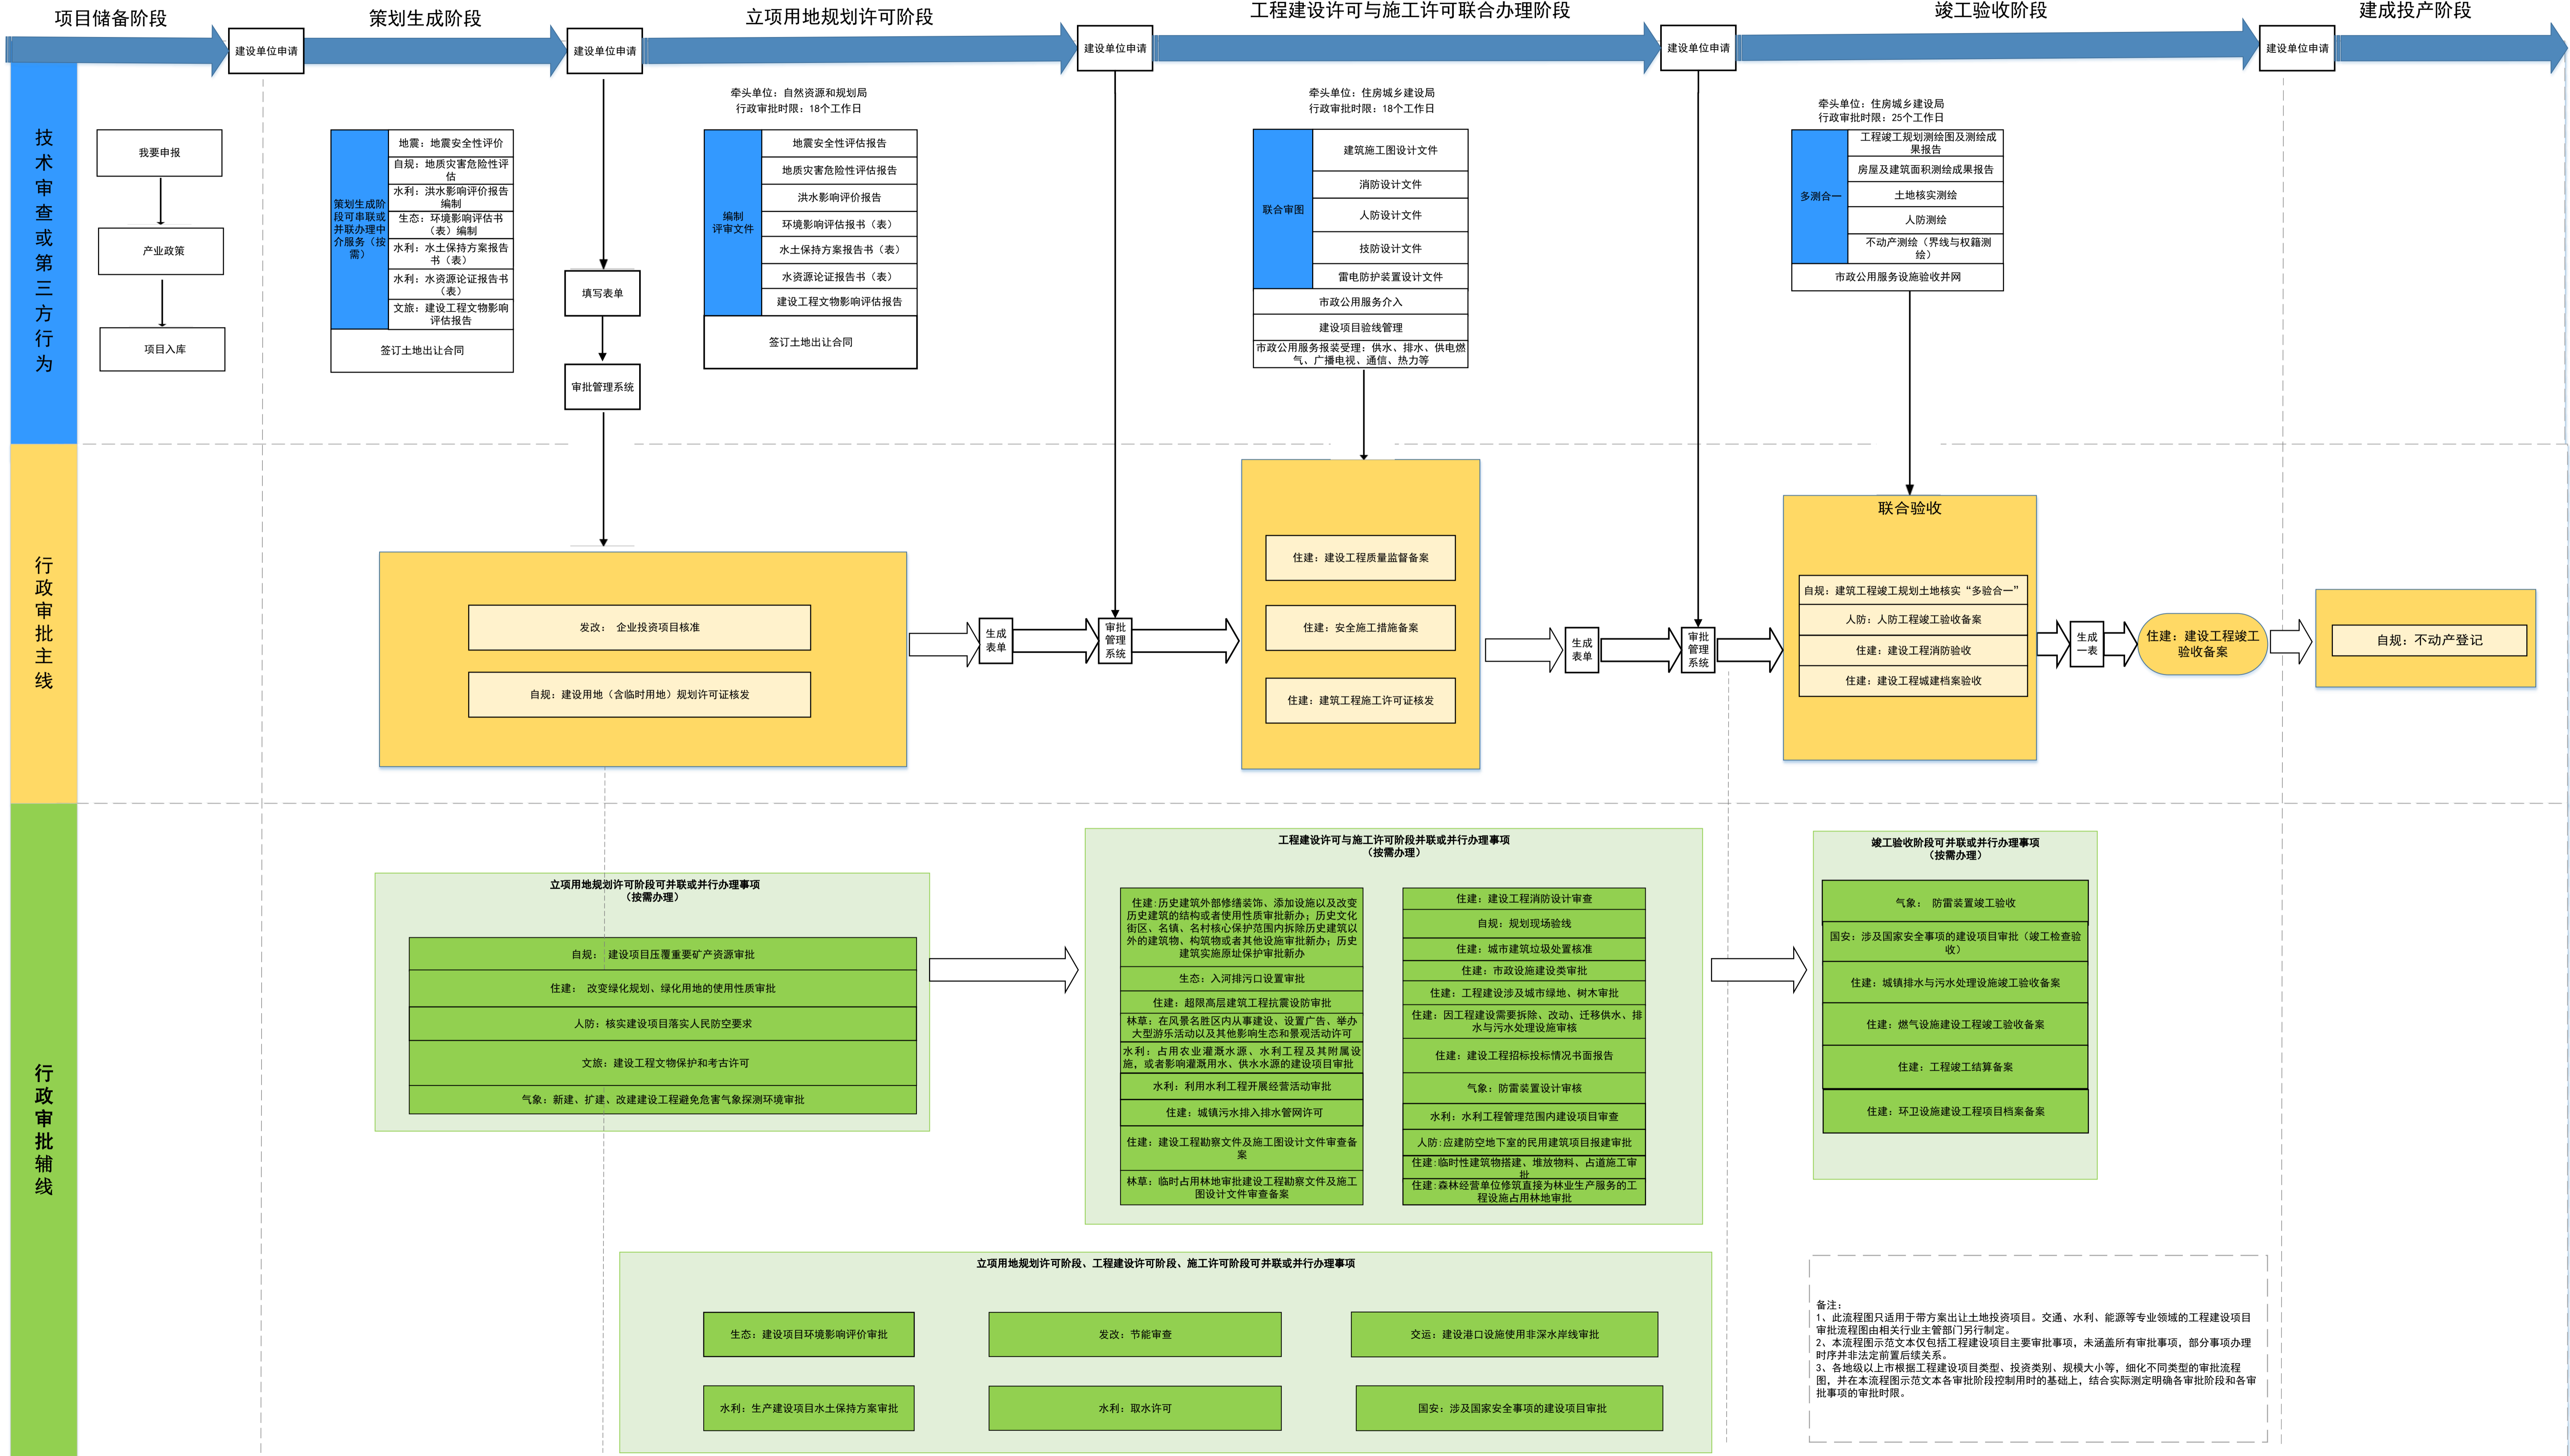 项目储备阶段
策划生成阶段
立项用地规划许可阶段
工程建设许可与施工许可联合办理阶段
竣工验收阶段
建成投产阶段
建设单位申请
建设单位申请
建设单位申请
建设单位申请
建设单位申请
技术审查或第三方行为
我要申报
产业政策
项目入库
策划生成阶
段可串联或
并联办理中
介服务（按
需）
地震：地震安全性评价
自规：地质灾害危险性评
估
水利：洪水影响评价报告
编制
生态：环境影响评估书
（表）编制
水利：水土保持方案报告
书（表）
水利：水资源论证报告书
（表）
文旅：建设工程文物影响
评估报告
签订土地出让合同
填写表单
审批管理系统
牵头单位：自然资源和规划局
行政审批时限：18个工作日
编制
评审文件
地震安全性评估报告
地质灾害危险性评估报告
洪水影响评价报告
环境影响评估报书（表）
水土保持方案报告书（表）
水资源论证报告书（表）
建设工程文物影响评估报告
签订土地出让合同
牵头单位：住房城乡建设局
行政审批时限：18个工作日
联合审图
建筑施工图设计文件
消防设计文件
人防设计文件
技防设计文件
雷电防护装置设计文件
市政公用服务介入
建设项目验线管理
市政公用服务报装受理：供水、排水、供电燃
气、广播电视、通信、热力等
牵头单位：住房城乡建设局
行政审批时限：25个工作日
多测合一
工程竣工规划测绘图及测绘成
果报告
房屋及建筑面积测绘成果报告
土地核实测绘
人防测绘
不动产测绘（界线与权籍测
绘）
市政公用服务设施验收并网
行政审批主线
发改： 企业投资项目核准
自规：建设用地（含临时用地）规划许可证核发
生成
表单
审批
管理
系统
住建：建设工程质量监督备案
住建：安全施工措施备案
住建：建筑工程施工许可证核发
生成
表单
审批
管理
系统
联合验收
自规：建筑工程竣工规划土地核实“多验合一”
人防：人防工程竣工验收备案
住建：建设工程消防验收
住建：建设工程城建档案验收
生成
一表
住建：建设工程竣工
验收备案
自规：不动产登记
行政审批辅线
立项用地规划许可阶段可并联或并行办理事项
（按需办理）
自规： 建设项目压覆重要矿产资源审批
住建： 改变绿化规划、绿化用地的使用性质审批
人防：核实建设项目落实人民防空要求
文旅：建设工程文物保护和考古许可
气象：新建、扩建、改建建设工程避免危害气象探测环境审批
工程建设许可与施工许可阶段并联或并行办理事项
（按需办理）
住建:历史建筑外部修缮装饰、添加设施以及改变
历史建筑的结构或者使用性质审批新办；历史文化
街区、名镇、名村核心保护范围内拆除历史建筑以
外的建筑物、构筑物或者其他设施审批新办；历史
建筑实施原址保护审批新办
生态：入河排污口设置审批
住建：超限高层建筑工程抗震设防审批
林草：在风景名胜区内从事建设、设置广告、举办
大型游乐活动以及其他影响生态和景观活动许可
水利：占用农业灌溉水源、水利工程及其附属设
施，或者影响灌溉用水、供水水源的建设项目审批
水利：利用水利工程开展经营活动审批
住建：城镇污水排入排水管网许可
住建：建设工程勘察文件及施工图设计文件审查备
案
林草：临时占用林地审批建设工程勘察文件及施工
图设计文件审查备案
住建：建设工程消防设计审查
自规：规划现场验线
住建：城市建筑垃圾处置核准
住建：市政设施建设类审批
住建：工程建设涉及城市绿地、树木审批
住建：因工程建设需要拆除、改动、迁移供水、排
水与污水处理设施审核
住建：建设工程招标投标情况书面报告
气象：防雷装置设计审核
水利：水利工程管理范围内建设项目审查
人防:应建防空地下室的民用建筑项目报建审批
住建:临时性建筑物搭建、堆放物料、占道施工审
批
住建:森林经营单位修筑直接为林业生产服务的工
程设施占用林地审批
竣工验收阶段可并联或并行办理事项
（按需办理）
气象： 防雷装置竣工验收
国安：涉及国家安全事项的建设项目审批（竣工检查验
收）
住建：城镇排水与污水处理设施竣工验收备案
住建：燃气设施建设工程竣工验收备案
住建：工程竣工结算备案
住建：环卫设施建设工程项目档案备案
立项用地规划许可阶段、工程建设许可阶段、施工许可阶段可并联或并行办理事项
生态：建设项目环境影响评价审批
发改：节能审查
交运：建设港口设施使用非深水岸线审批
水利：生产建设项目水土保持方案审批
水利：取水许可
国安：涉及国家安全事项的建设项目审批
备注：
1、此流程图只适用于带方案出让土地投资项目。交通、水利、能源等专业领域的工程建设项目
审批流程图由相关行业主管部门另行制定。
2、本流程图示范文本仅包括工程建设项目主要审批事项，未涵盖所有审批事项，部分事项办理
时序并非法定前置后续关系。
3、各地级以上市根据工程建设项目类型、投资类别、规模大小等，细化不同类型的审批流程
图，并在本流程图示范文本各审批阶段控制用时的基础上，结合实际测定明确各审批阶段和各审
批事项的审批时限。